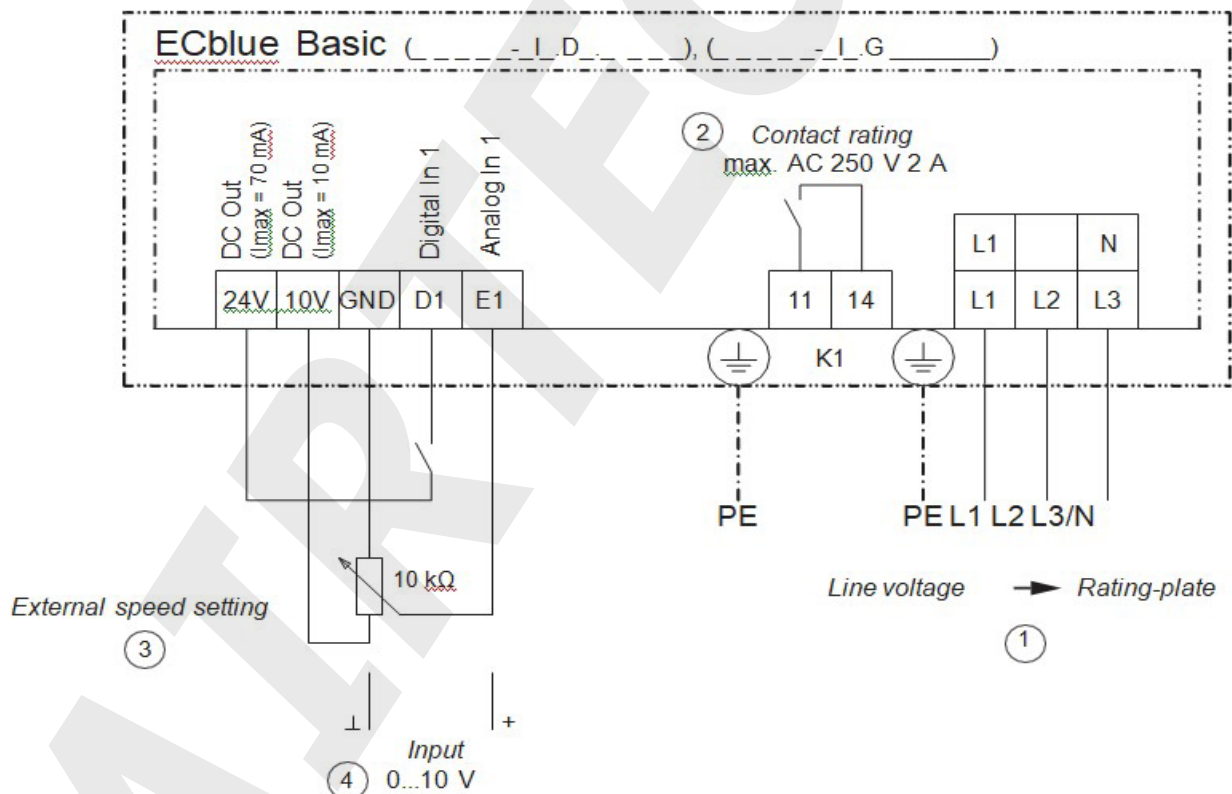 ECblue Basic (_ _ _ _ _-_I_.D_._ _ _ _), (_ _ _ _ _-_I_.G ______)
DC Out
(Imax = 70 mA)
DC Out
(Imax = 10 mA)
Digital In 1
Analog In 1
2 Contact rating
max. AC 250 V 2 A
L1 N
24V 10V GND D1 E1
11 14
L1 L2 L3
K1
PE
PE L1 L2 L3/N
10 kΩ
External speed setting
3
Line voltage → Rating-plate
1
⊥ +
Input
4 0...10 V
AIRTEC